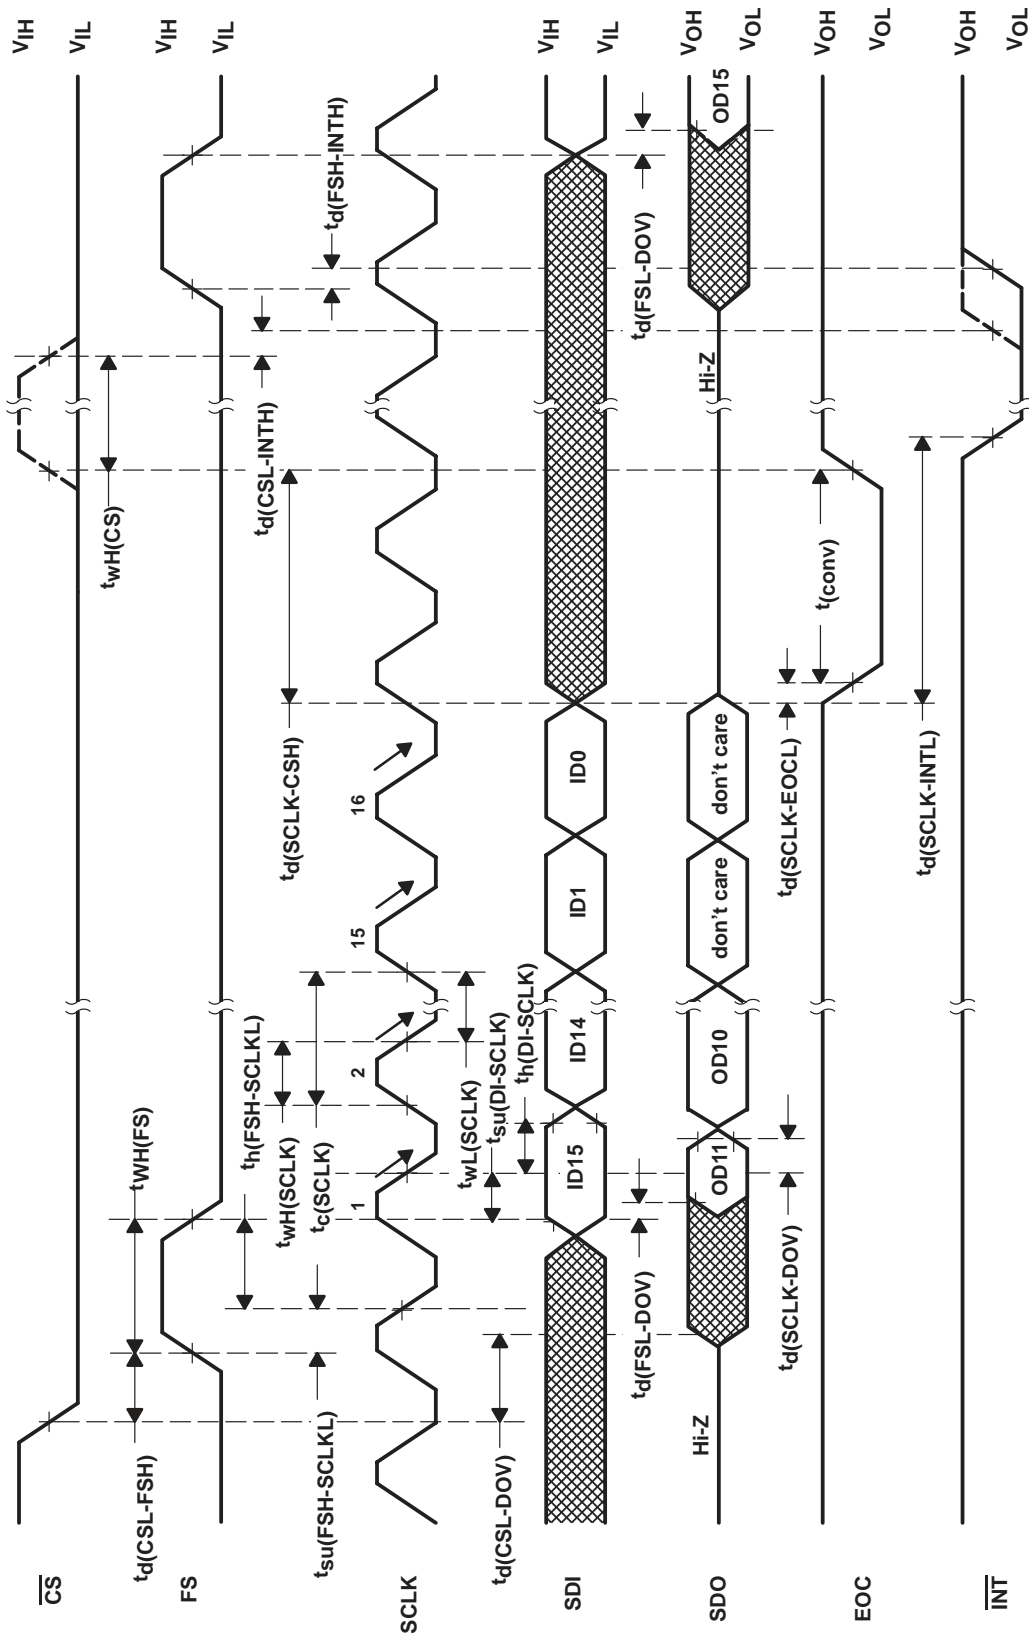 CS
VIH
VIL
td(CSL-FSH)
twH(CS)
FS
VIH
VIL
tWH(FS)
tsu(FSH-SCLKL)
th(FSH-SCLKL)
twH(SCLK)
tc(SCLK)
td(SCLK-CSH)
td(CSL-INTH)
td(FSH-INTH)
SCLK
1
2
15
16
twL(SCLK)
td(CSL-DOV)
tsu(DI-SCLK)
th(DI-SCLK)
SDI
ID15
ID14
ID1
ID0
VIH
VIL
td(FSL-DOV)
td(FSL-DOV)
SDO
Hi-Z
OD11
OD10
don't care
don't care
Hi-Z
OD15
VOH
VOL
td(SCLK-DOV)
td(SCLK-EOCL)
t(conv)
EOC
VOH
VOL
td(SCLK-INTL)
INT
VOH
VOL